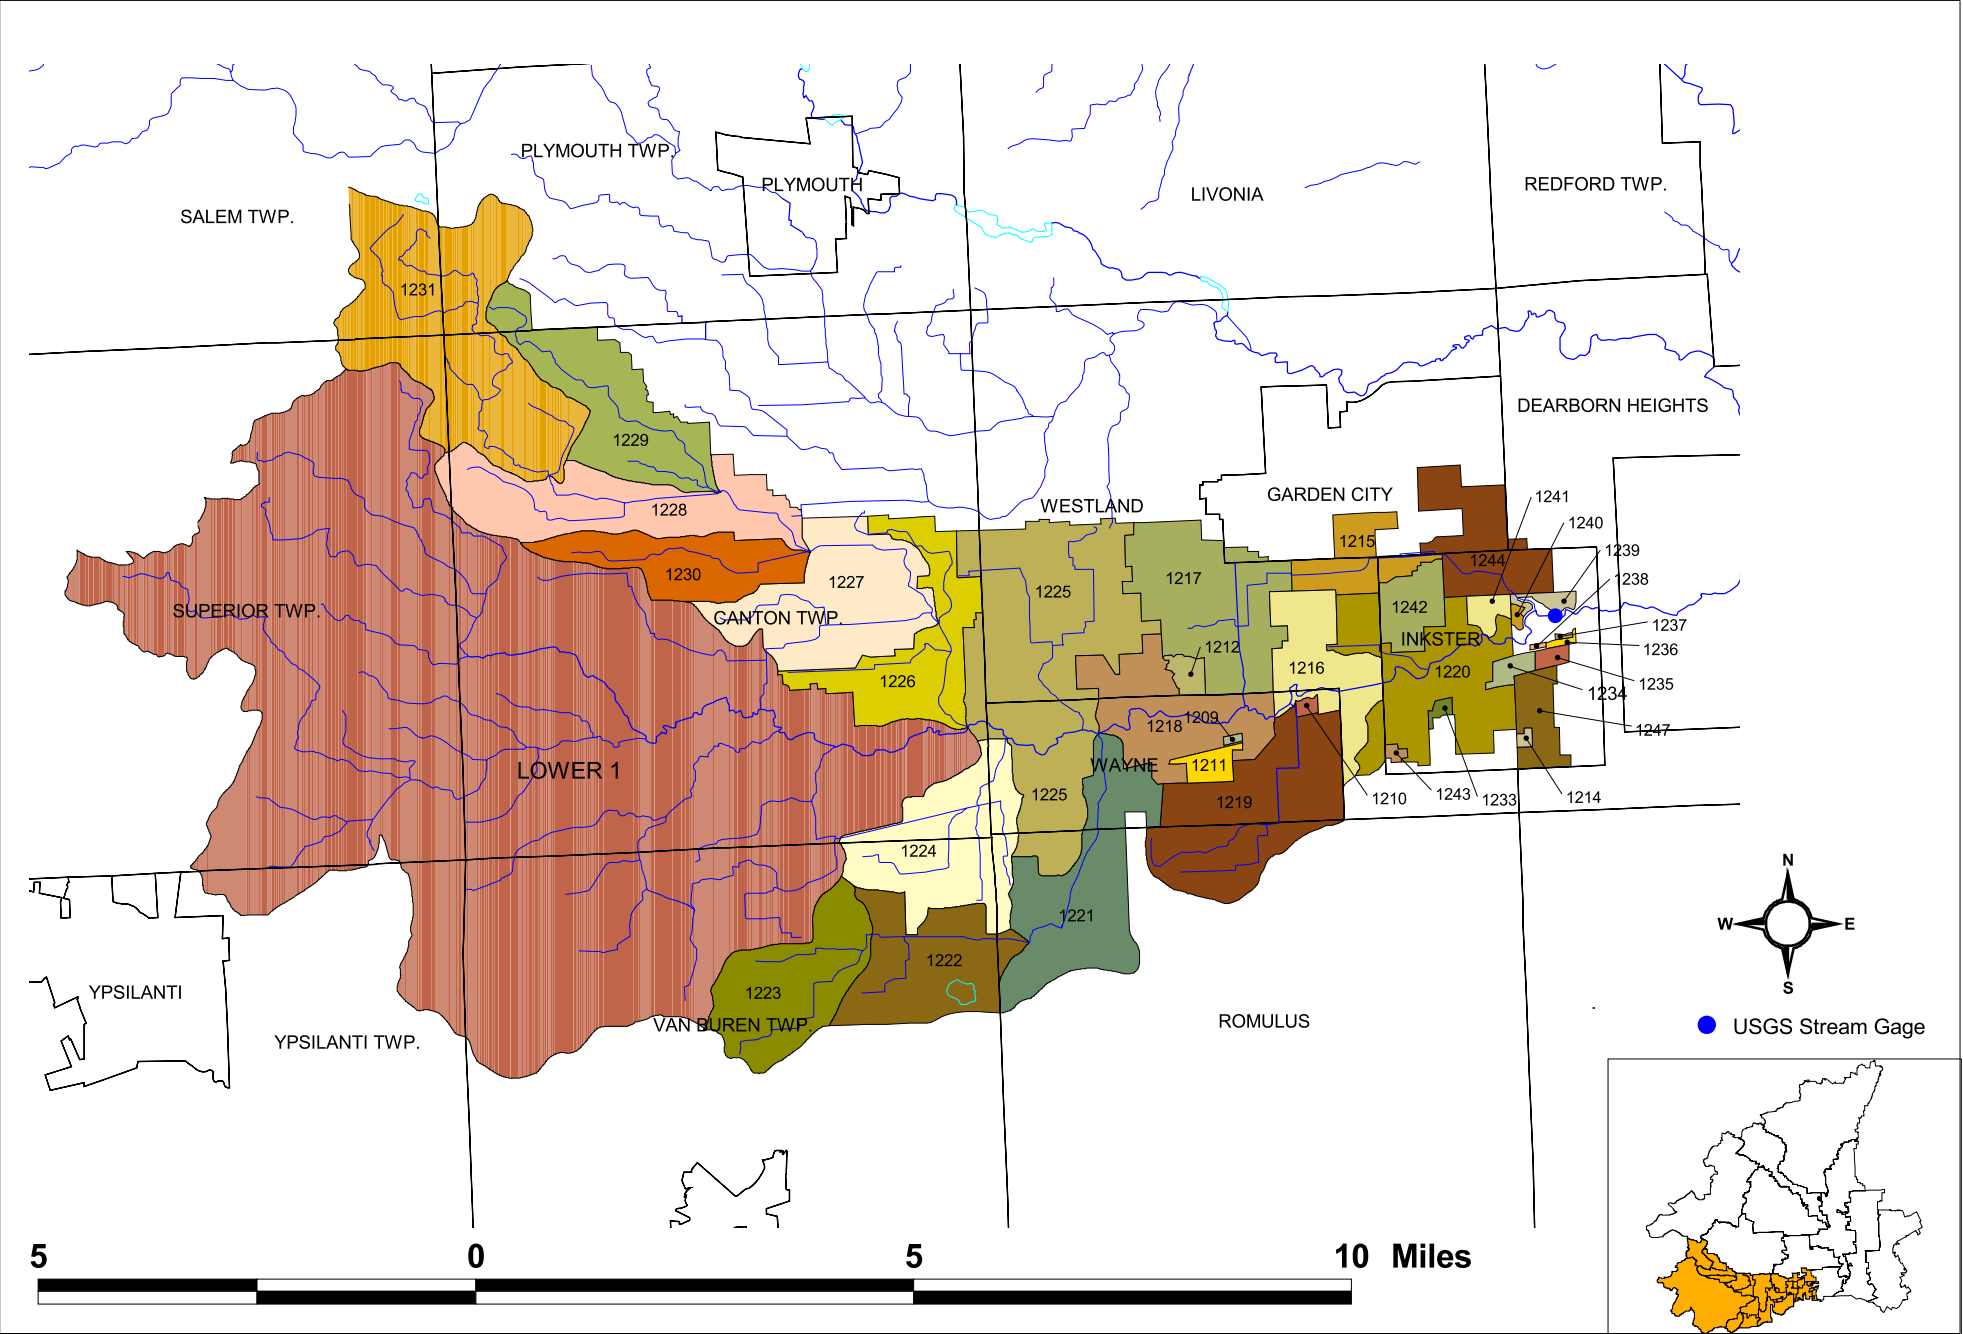 PLYMOUTH TWP.
PLYMOUTH
LIVONIA
REDFORD TWP.
SALEM TWP.
1231
DEARBORN HEIGHTS
1229
GARDEN CITY
1241
WESTLAND
1228
1240
1215
1239
1244
1230
1227
1225
1217
1238
1242
SUPERIOR TWP.
CANTON TWP.
1237
INKSTER
1212
1236
1216
1220
1226
1235
1234
1218
1209
1247
LOWER 1
WAYNE
1211
1225
1219
1210
1243
1233
1214
1224
N
1221
W
E
1222
S
YPSILANTI
1223
VAN BUREN TWP.
ROMULUS
USGS Stream Gage
YPSILANTI TWP.
5
0
5
10 Miles